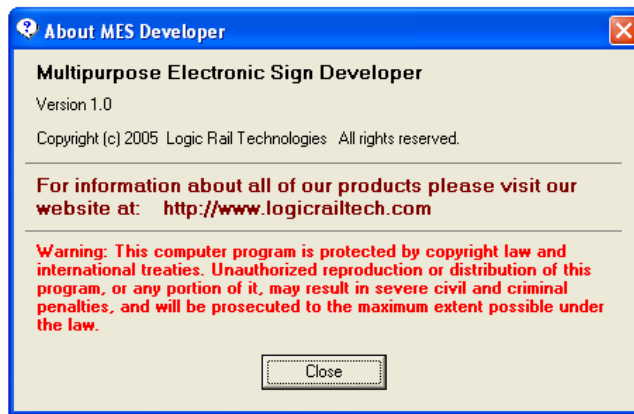 About MES Developer
Multipurpose Electronic Sign Developer
Version 1.0
Copyright (c) 2005 Logic Rail Technologies All rights reserved.
For information about all of our products please visit our
website at: http://www.logicrailtech.com
Warning: This computer program is protected by copyright law and
international treaties. Unauthorized reproduction or distribution of this
program, or any portion of it, may result in severe civil and criminal
penalties, and will be prosecuted to the maximum extent possible under
the law.
Close